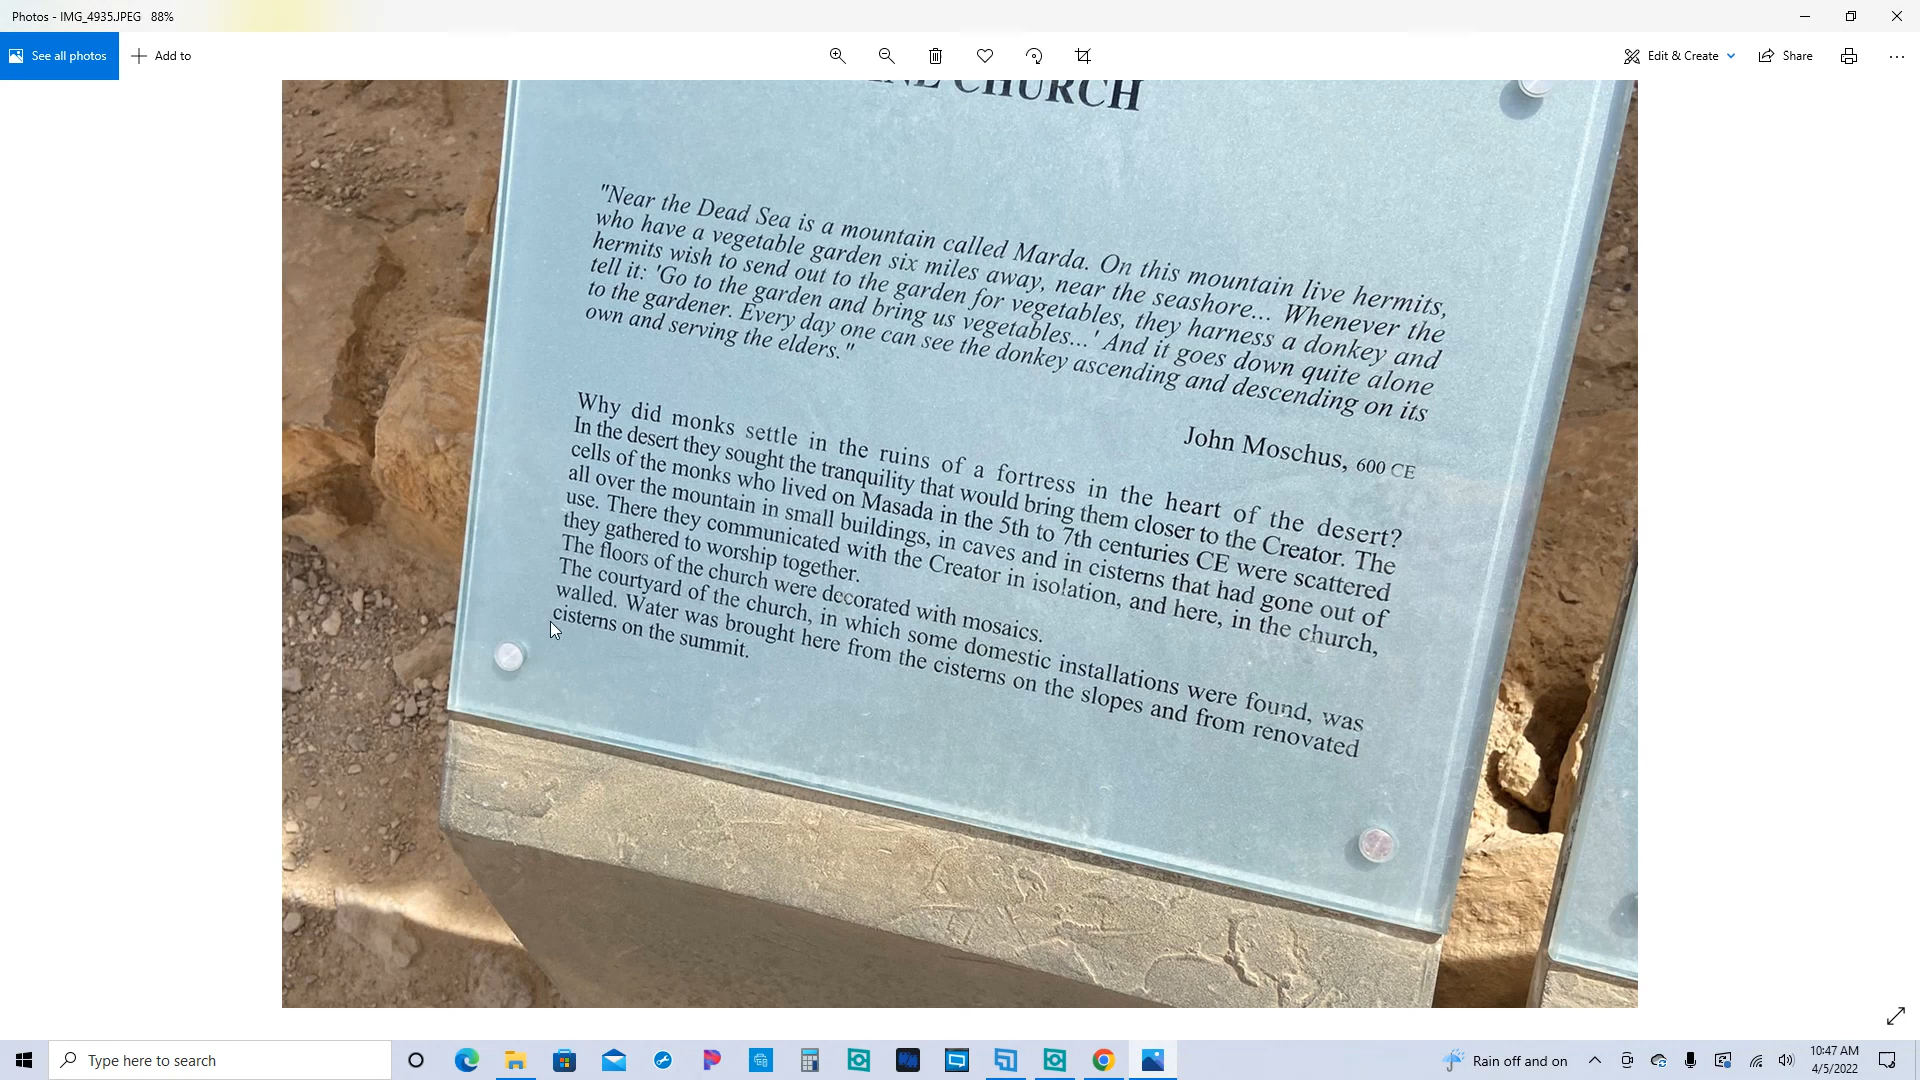 Photos - IMG_4935.JPEG 88%
See all photos
Add to
Edit & Create
Share
CHURCH
"Near the Dead Sea is a mountain called Marda. On this mountain live hermits,
who have a vegetable garden six miles away, near the seashore... Whenever the
hermits wish to send out to the garden for vegetables, they harness a donkey and
tell it: 'Go to the garden and bring us vegetables...' And it goes down quite alone
to the gardener. Every day one can see the donkey ascending and descending on its
own and serving the elders."
John Moschus, 600 CE
Why did monks settle in the ruins of a fortress in the heart of the desert?
In the desert they sought the tranquility that would bring them closer to the Creator. The
cells of the monks who lived on Masada in the 5th to 7th centuries CE were scattered
all over the mountain in small buildings, in caves and in cisterns that had gone out of
use. There they communicated with the Creator in isolation, and here, in the church,
they gathered to worship together.
The floors of the church were decorated with mosaics.
The courtyard of the church, in which some domestic installations were found, was
walled. Water was brought here from the cisterns on the slopes and from renovated
cisterns on the summit.
Type here to search
Rain off and on
10:47 AM
4/5/2022